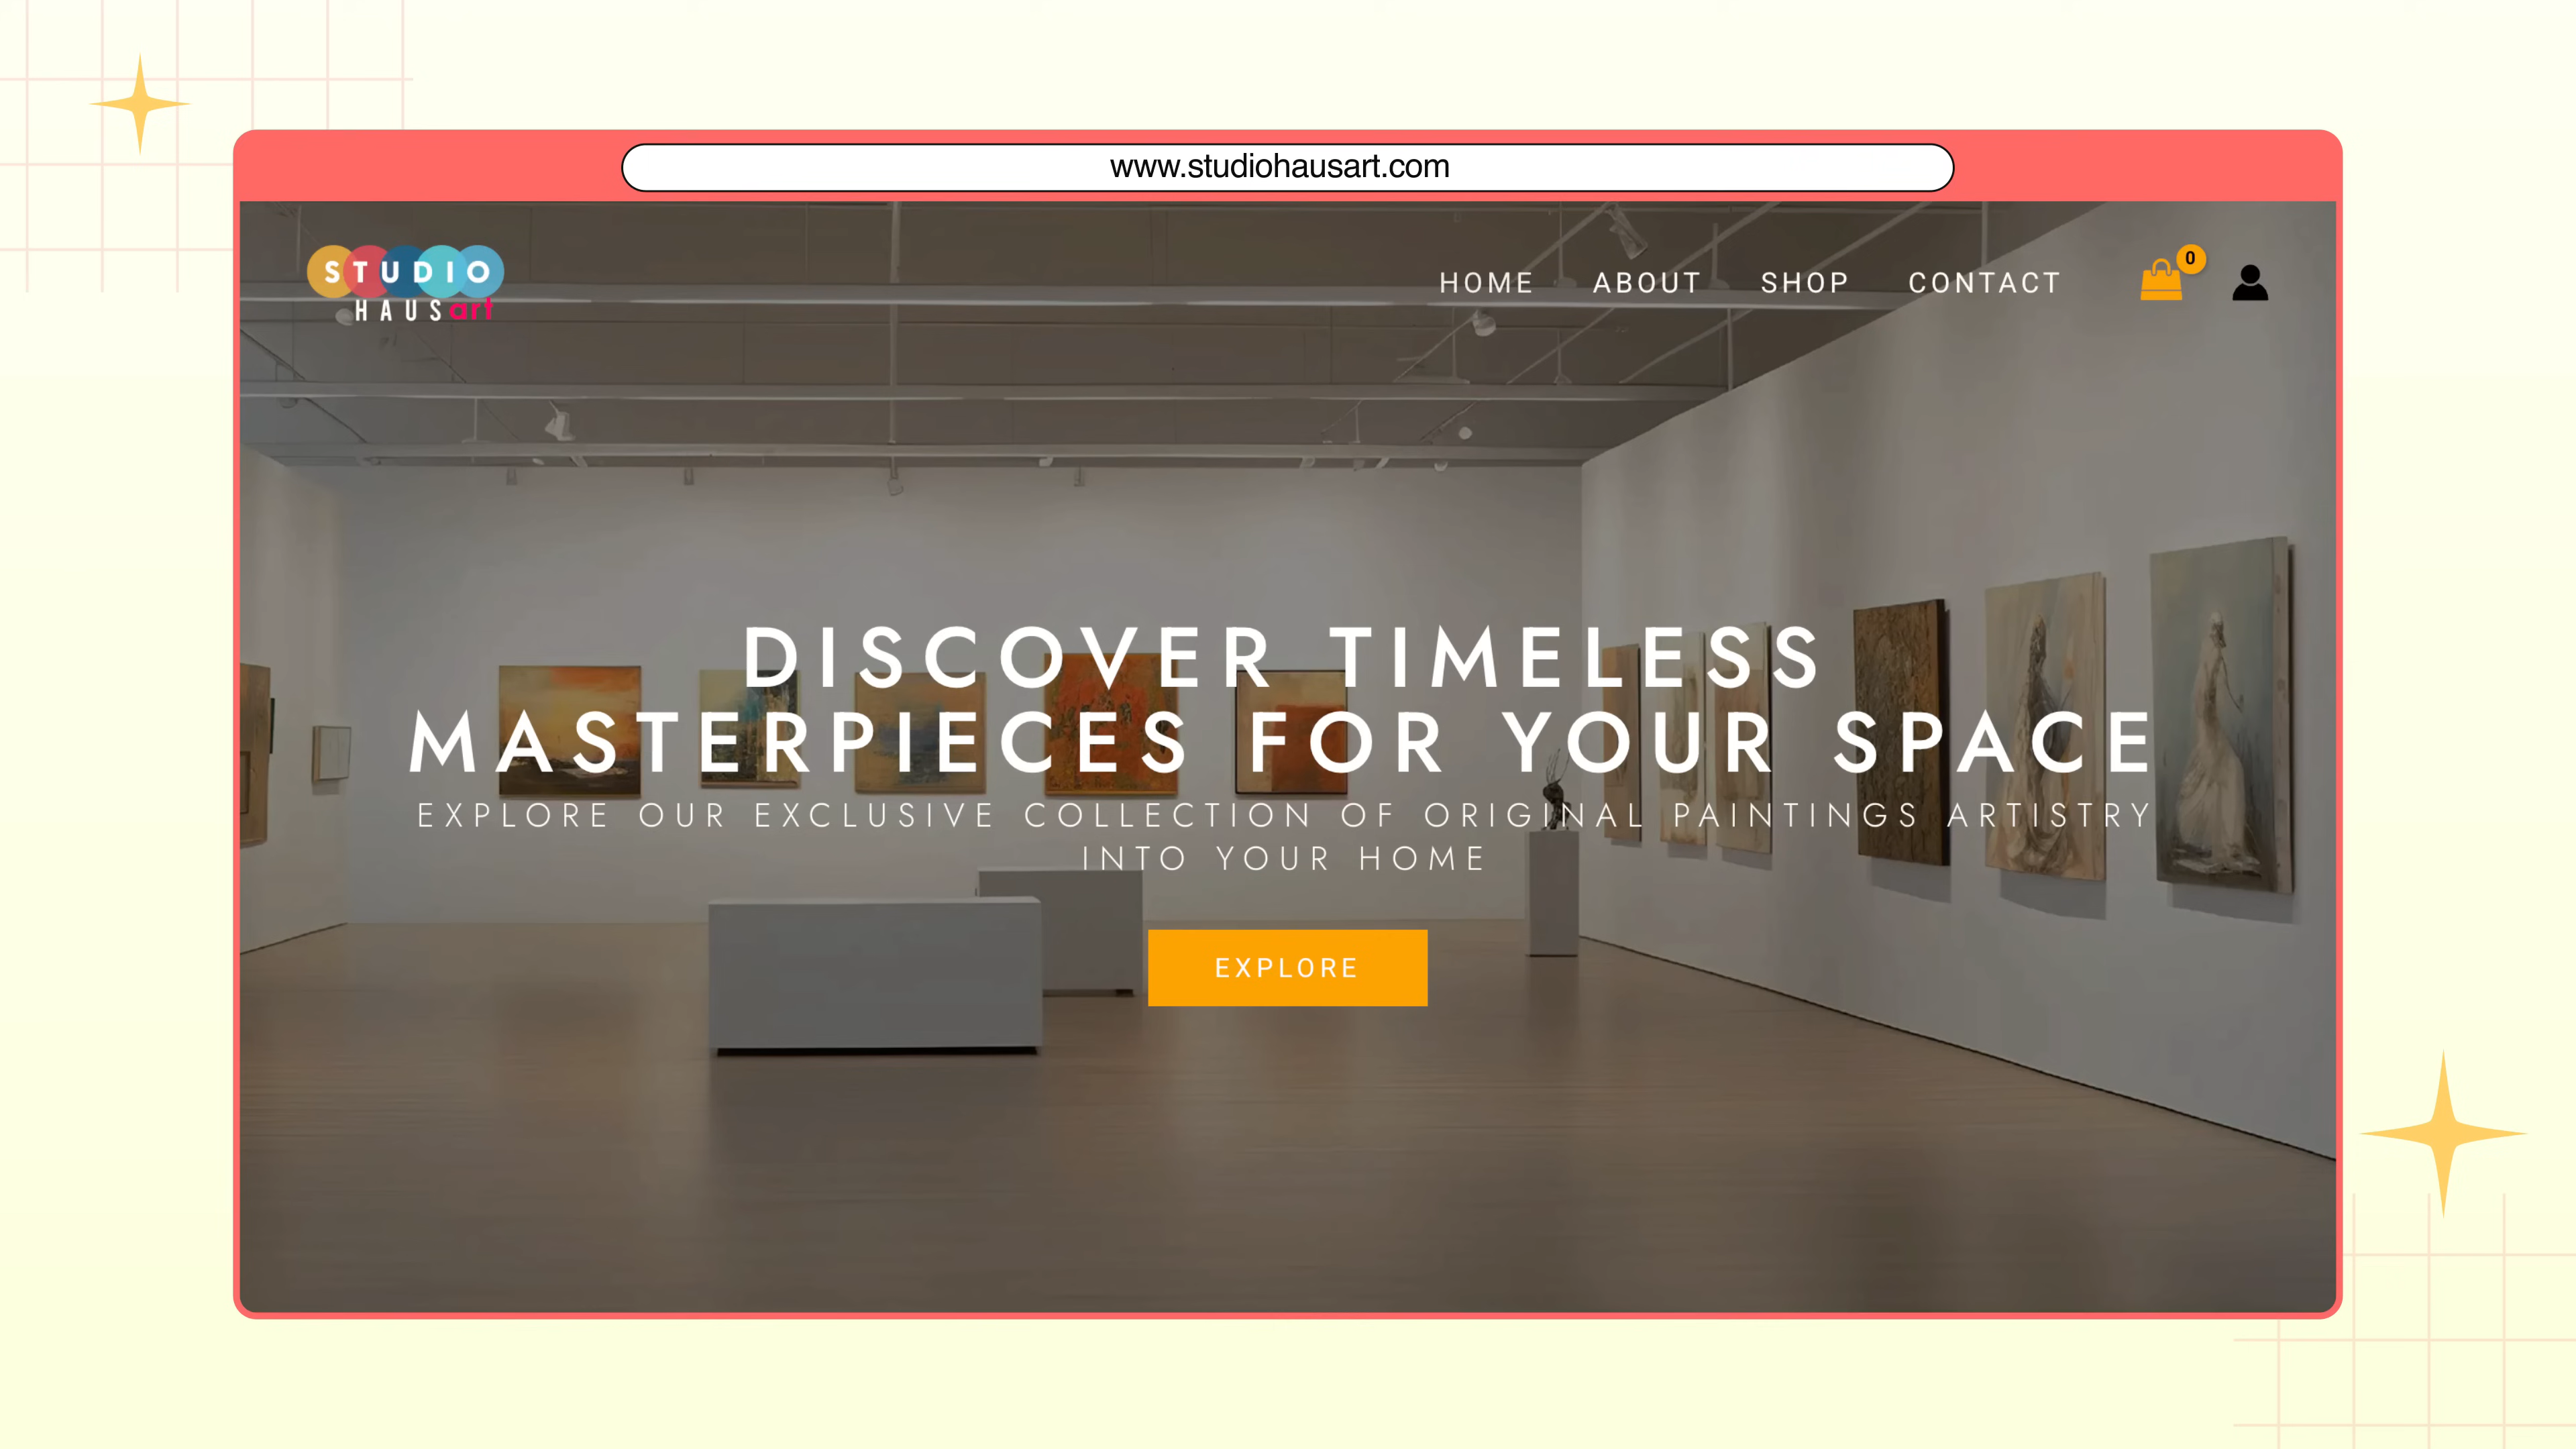 www.studiohausart.com
STUDIO
HAUSart
HOME ABOUT SHOP CONTACT
0
DISCOVER TIMELESS
MASTERPIECES FOR YOUR SPACE
EXPLORE OUR EXCLUSIVE COLLECTION OF ORIGINAL PAINTINGS ARTISTRY
INTO YOUR HOME
EXPLORE